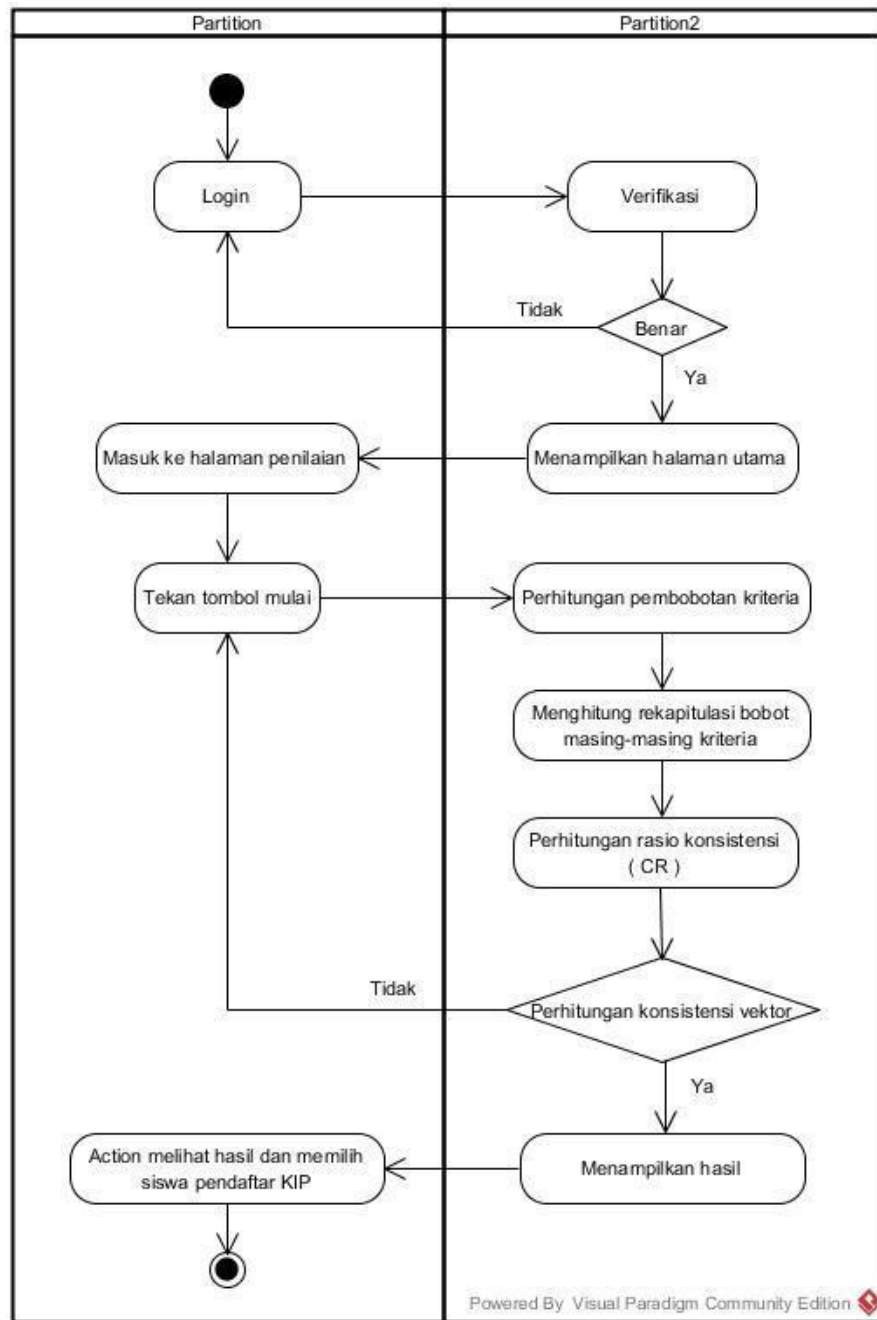 Partition
Partition2
Login
Verifikasi
Tidak
Benar
Ya
Masuk ke halaman penilaian
Menampilkan halaman utama
Tekan tombol mulai
Perhitungan pembobotan kriteria
Menghitung rekapitulasi bobot
masing-masing kriteria
Perhitungan rasio konsistensi
( CR )
Tidak
Perhitungan konsistensi vektor
Ya
Action melihat hasil dan memilih
siswa pendaftar KIP
Menampilkan hasil
Powered By Visual Paradigm Community Edition